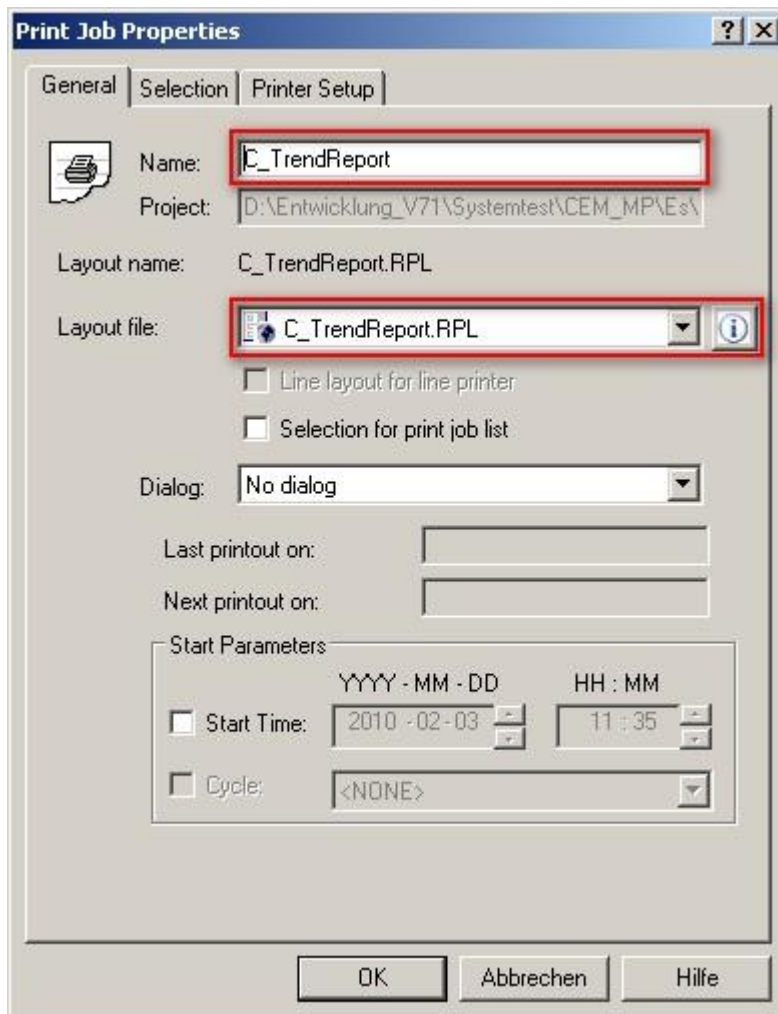 Print Job Properties
General Selection Printer Setup
Name: C_TrendReport
Project: D:\Entwicklung_V71\Systemtest\CEM_MP\Es\
Layout name: C_TrendReport.RPL
Layout file: C_TrendReport.RPL
Line layout for line printer
Selection for print job list
Dialog: No dialog
Last printout on:
Next printout on:
Start Parameters
YYYY - MM - DD HH : MM
Start Time: 2010 -02-03 11 : 35
Cycle: <NONE>
OK Abbrechen Hilfe